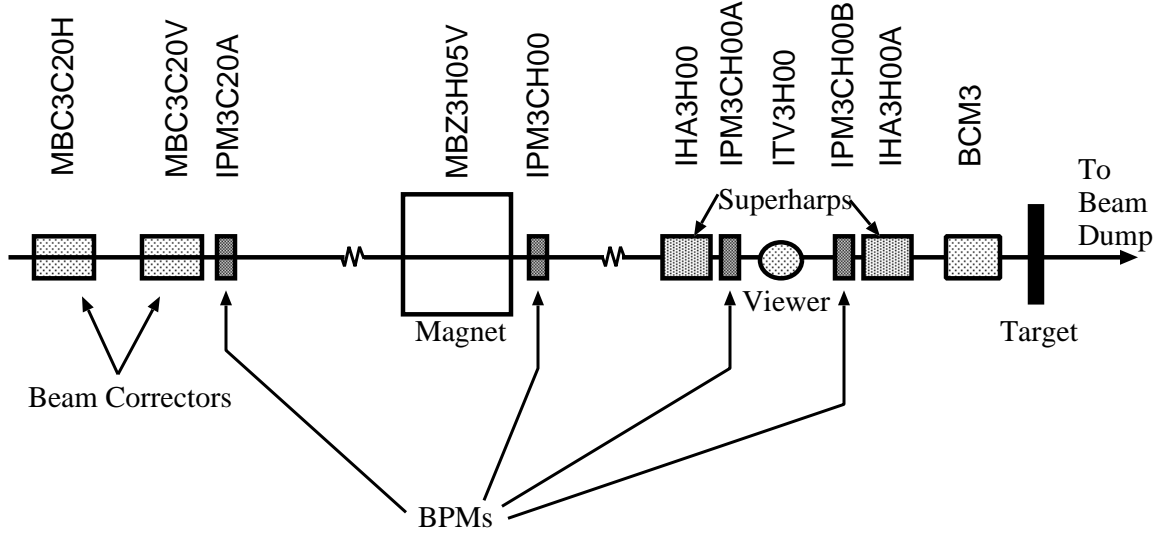 MBC3C20H
MBC3C20V
IPM3C20A
MBZ3H05V
IPM3CH00
IHA3H00
IPM3CH00A
ITV3H00
IPM3CH00B
IHA3H00A
BCM3
To
Beam
Dump
Superharps
Viewer
Magnet
Target
Beam Correctors
BPMs